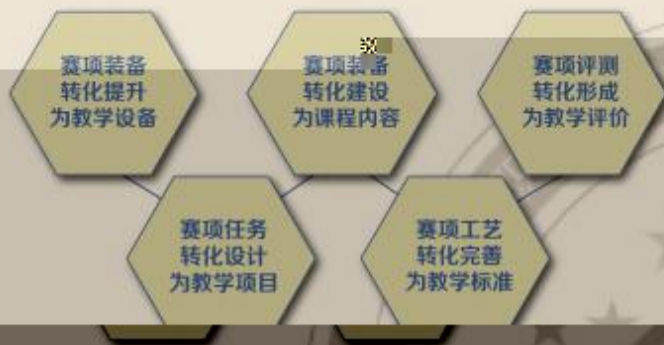 赛项装备
转化提升
为教学设备
赛项装备
转化建设
为课程内容
赛项评测
转化形成
为教学评价
赛项任务
转化设计
为教学项目
赛项工艺
转化完善
为教学标准